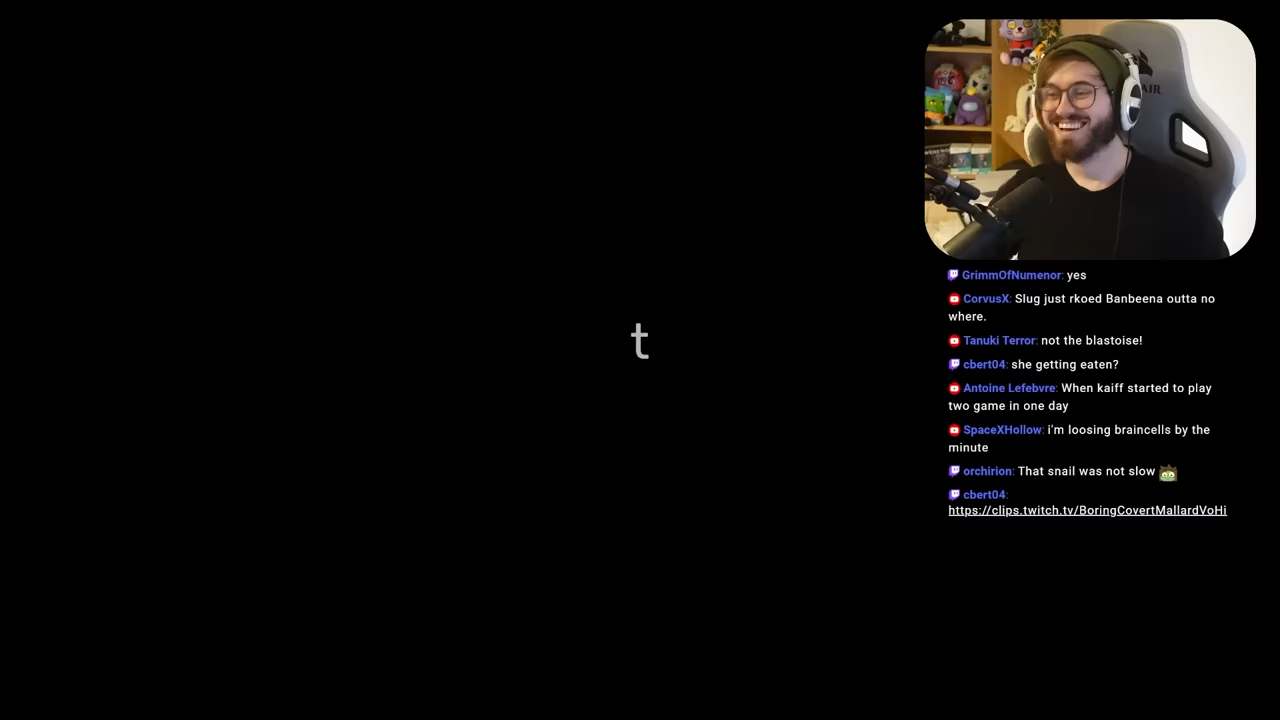 AIR
t
GrimmOfNumenor: yes
CorvusX: Slug just rkoed Banbeena outta no
where.
Tanuki Terror: not the blastoise!
cbert04: she getting eaten?
Antoine Lefebvre: When kaiff started to play
two game in one day
SpaceXHollow: i'm loosing braincells by the
minute
orchirion: That snail was not slow
cbert04:
https://clips.twitch.tv/BoringCovertMallardVoHi